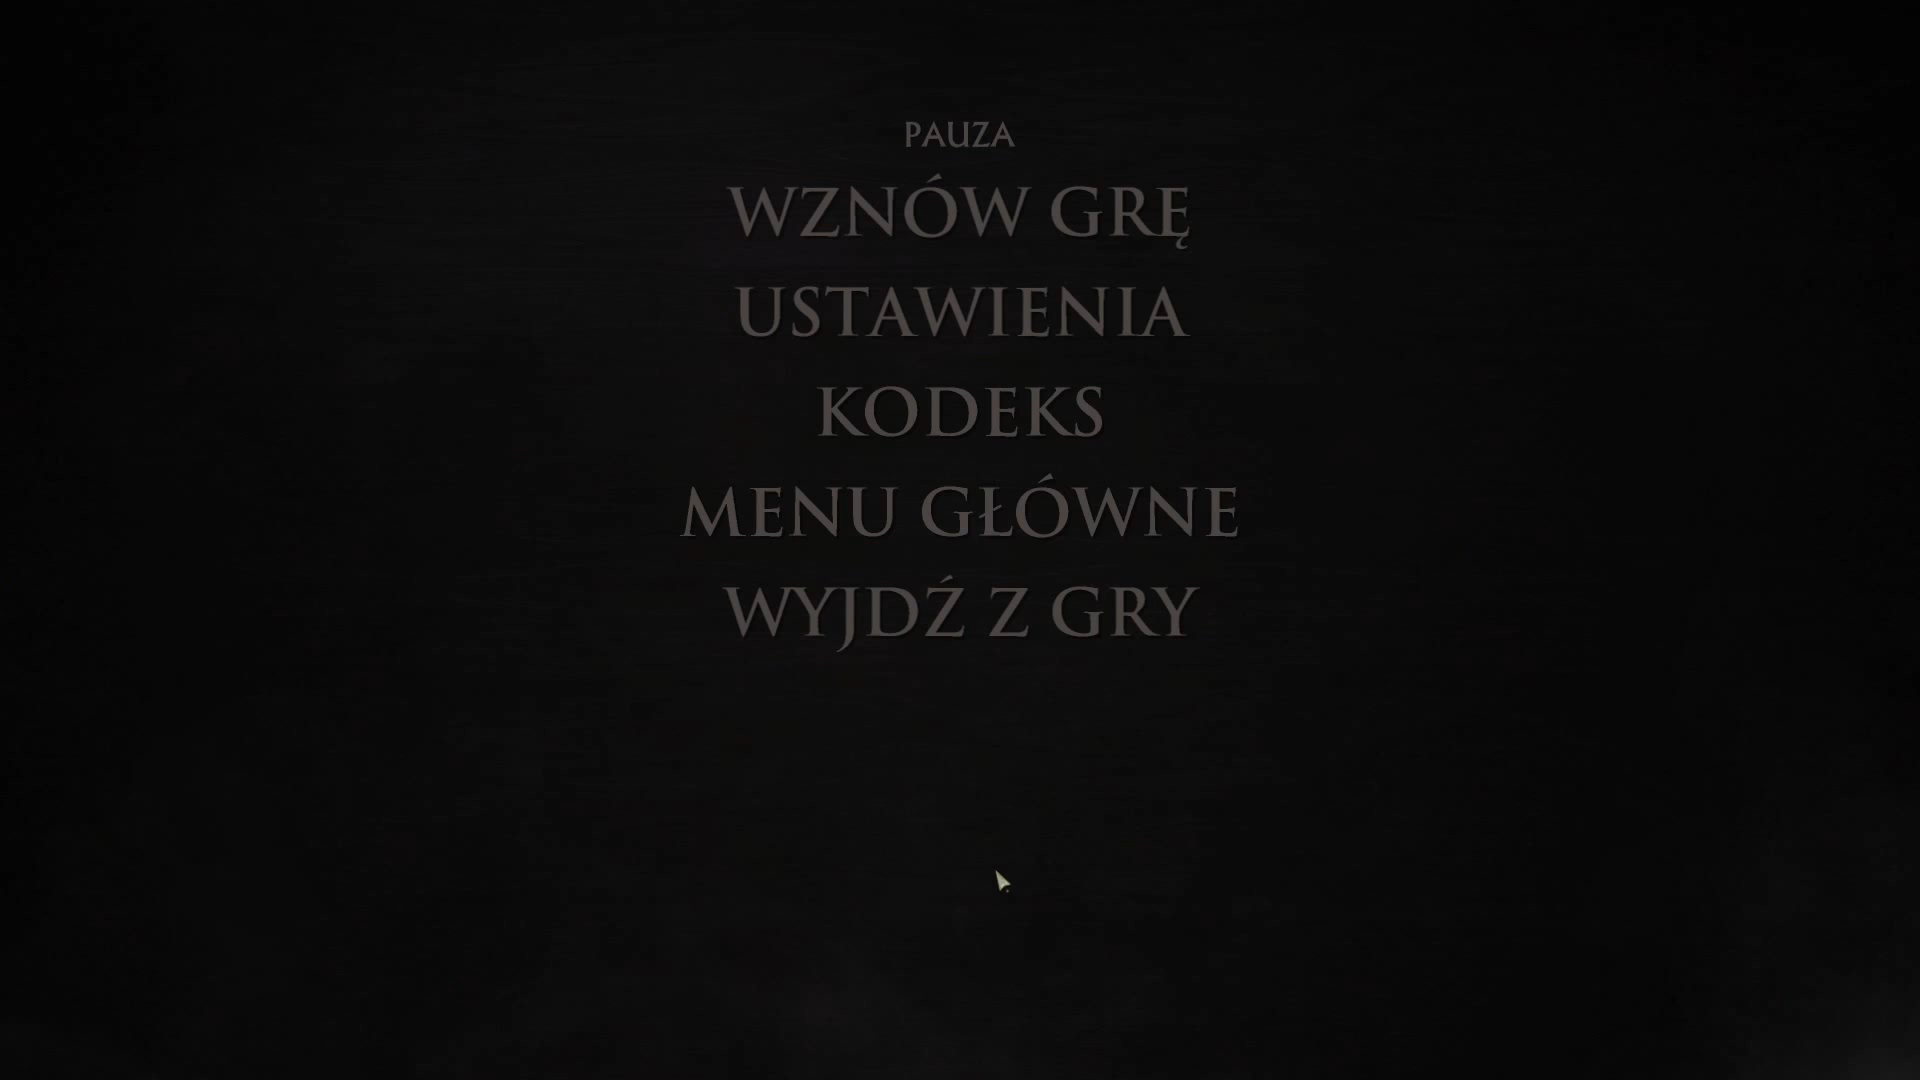 PAUZA
WZNÓW GRĘ
USTAWIENIA
KODEKS
MENU GŁÓWNE
WYJDŹ Z GRY